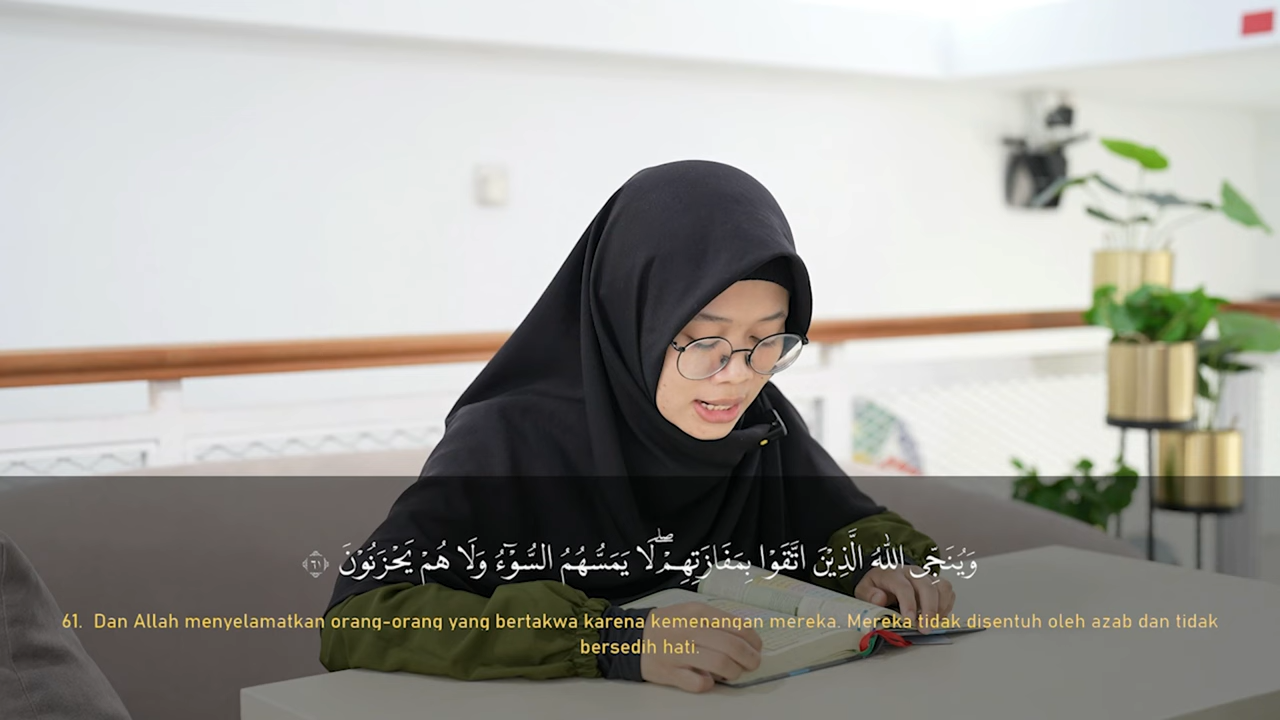 وَيُنَجِّى اللّٰهُ الَّذِيْنَ اتَّقَوْا بِمَفَازَتِهِمْۖ لَا يَمَسُّهُمُ السُّوْۤءُ وَلَا هُمْ يَحْزَنُوْنَ ٦١
61. Dan Allah menyelamatkan orang-orang yang bertakwa karena kemenangan mereka. Mereka tidak disentuh oleh azab dan tidak
bersedih hati.